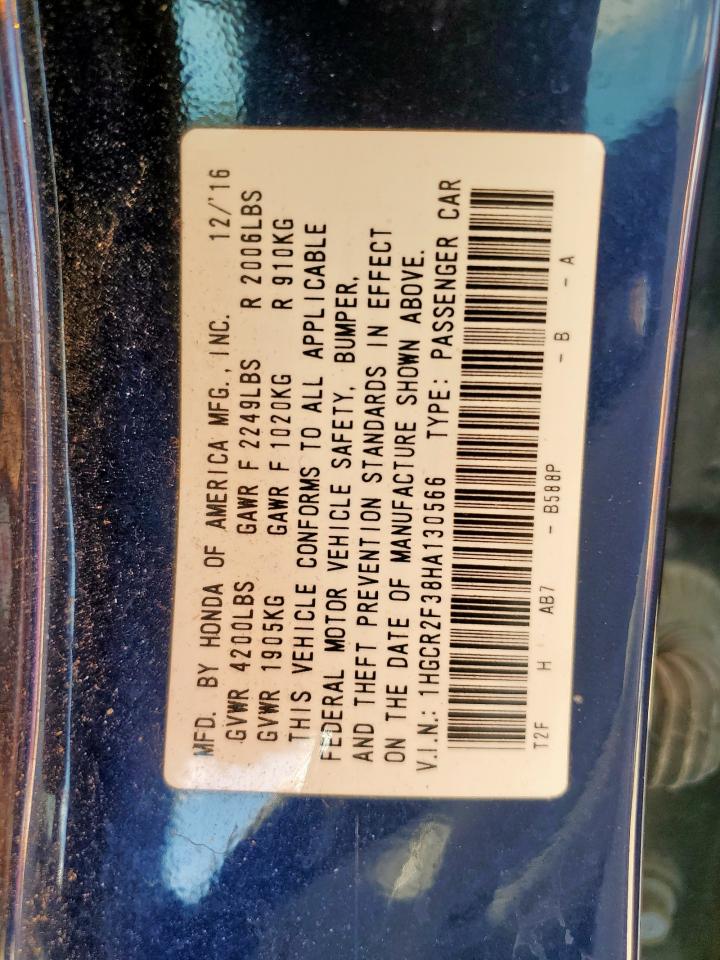 MFD. BY HONDA OF AMERICA MFG., INC. 12/'16
GVWR 4200LBS GAWR F 2249LBS R 2006LBS
GVWR 1905KG GAWR F 1020KG R 910KG
THIS VEHICLE CONFORMS TO ALL APPLICABLE
FEDERAL MOTOR VEHICLE SAFETY, BUMPER,
AND THEFT PREVENTION STANDARDS IN EFFECT
ON THE DATE OF MANUFACTURE SHOWN ABOVE.
V.I.N.: 1HGCR2F38HA130566 TYPE: PASSENGER CAR
T2F H AB7 - B588P - B - A